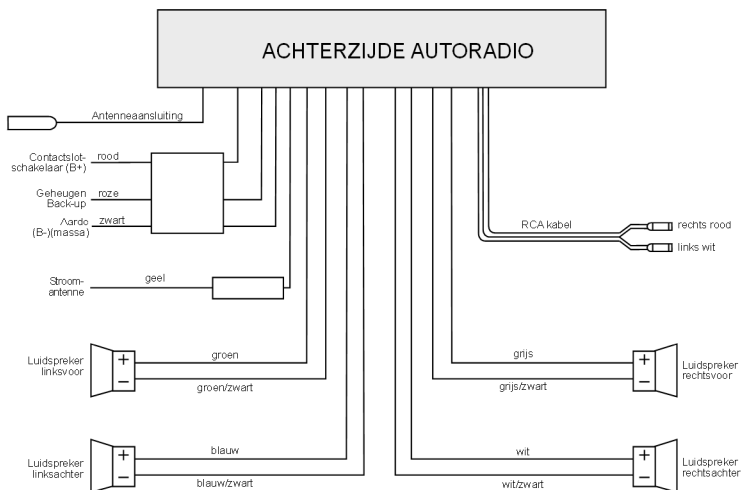 ACHTERZIJDE AUTORADIO
Antenneaansluiting
Contactslot-
schakelaar (B+)
rood
Geheugen
Back-up
roze
Aarde
(B-)(massa)
zwart
RCA kabel
rechts rood
links wit
Stroom-
antenne
geel
Luidspreker
linksvoor
+
−
groen
groen/zwart
grijs
grijs/zwart
+
−
Luidspreker
rechtsvoor
Luidspreker
linksachter
+
−
blauw
blauw/zwart
wit
wit/zwart
+
−
Luidspreker
rechtsachter